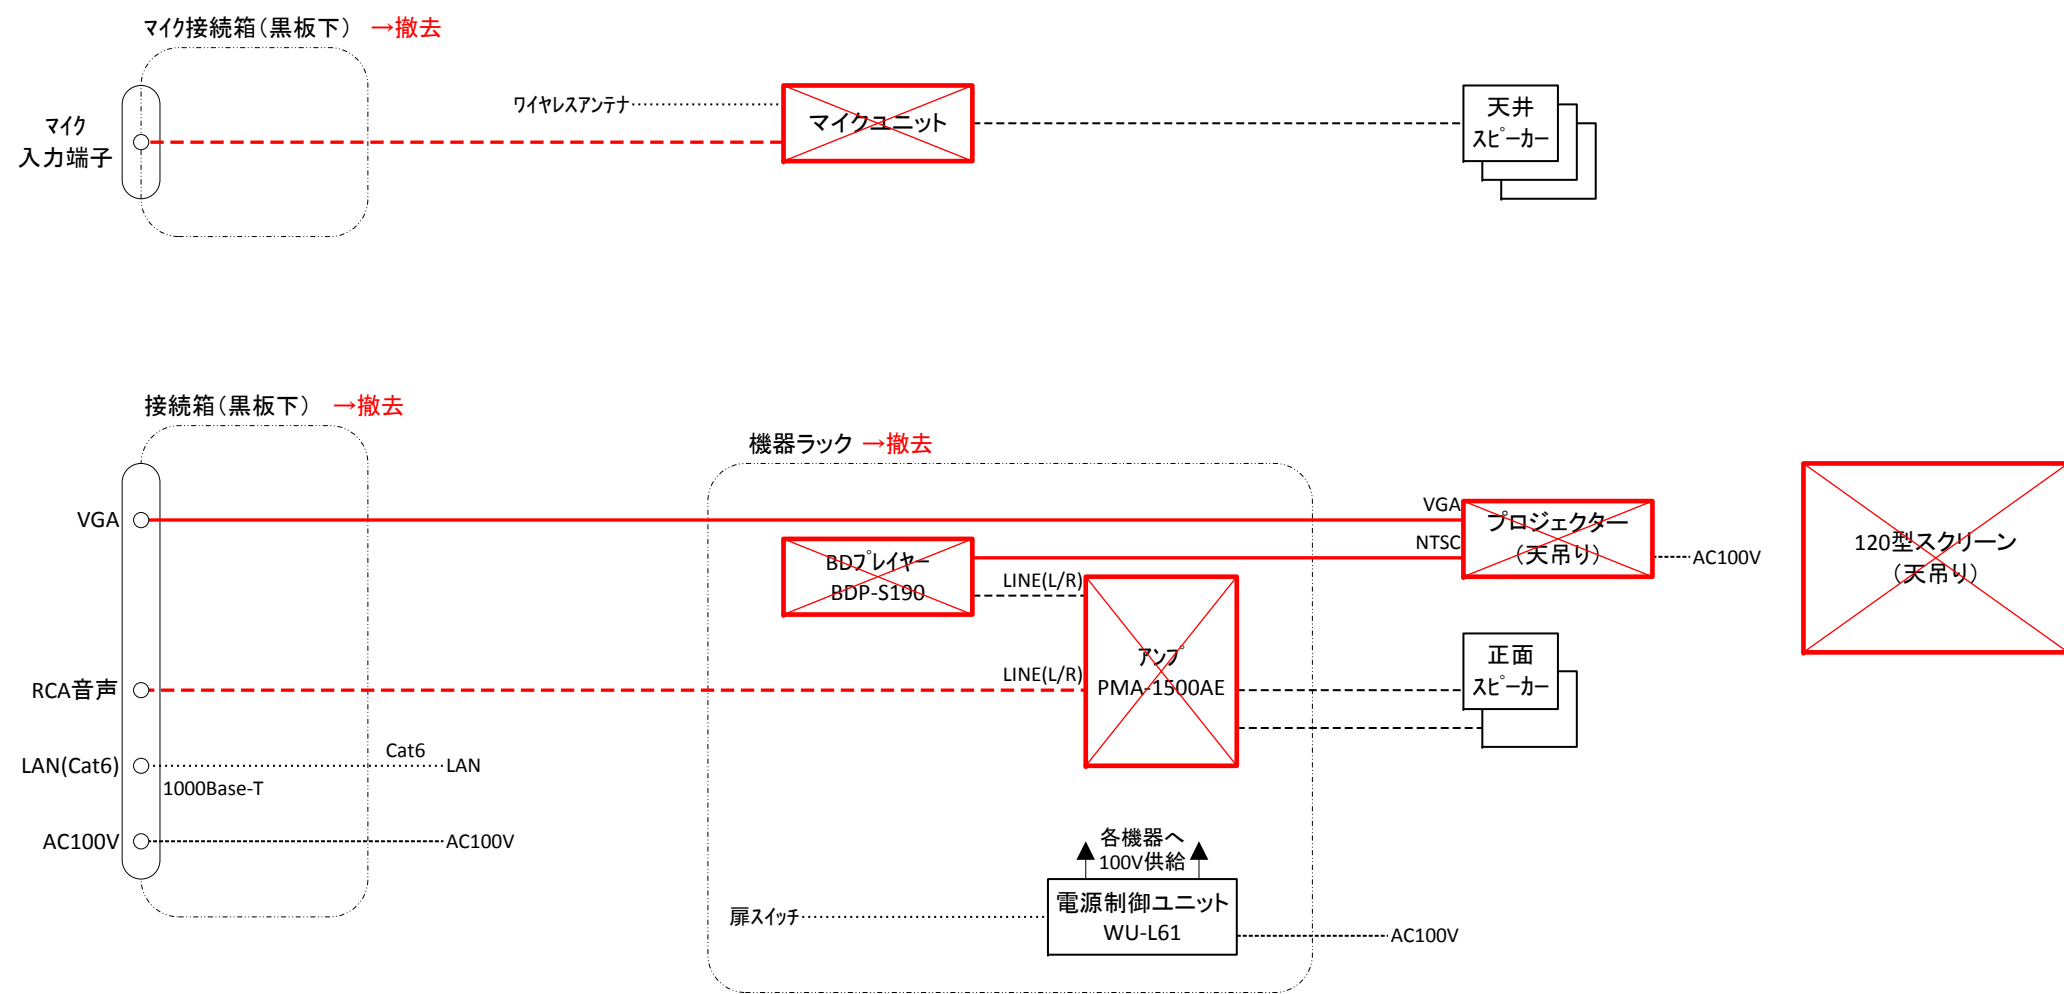 マイク接続箱（黒板下） →撤去
マイク
入力端子
ワイヤレスアンテナ
マイクユニット
天井
スピーカー
接続箱（黒板下） →撤去
機器ラック →撤去
VGA
VGA
NTSC
プロジェクター
（天吊り）
AC100V
120型スクリーン
（天吊り）
BDプレイヤー
BDP-S190
LINE(L/R)
RCA音声
LINE(L/R)
アンプ
PMA-1500AE
正面
スピーカー
LAN(Cat6)
1000Base-T
Cat6
LAN
AC100V
AC100V
各機器へ
100V供給
扉スイッチ
電源制御ユニット
WU-L61
AC100V